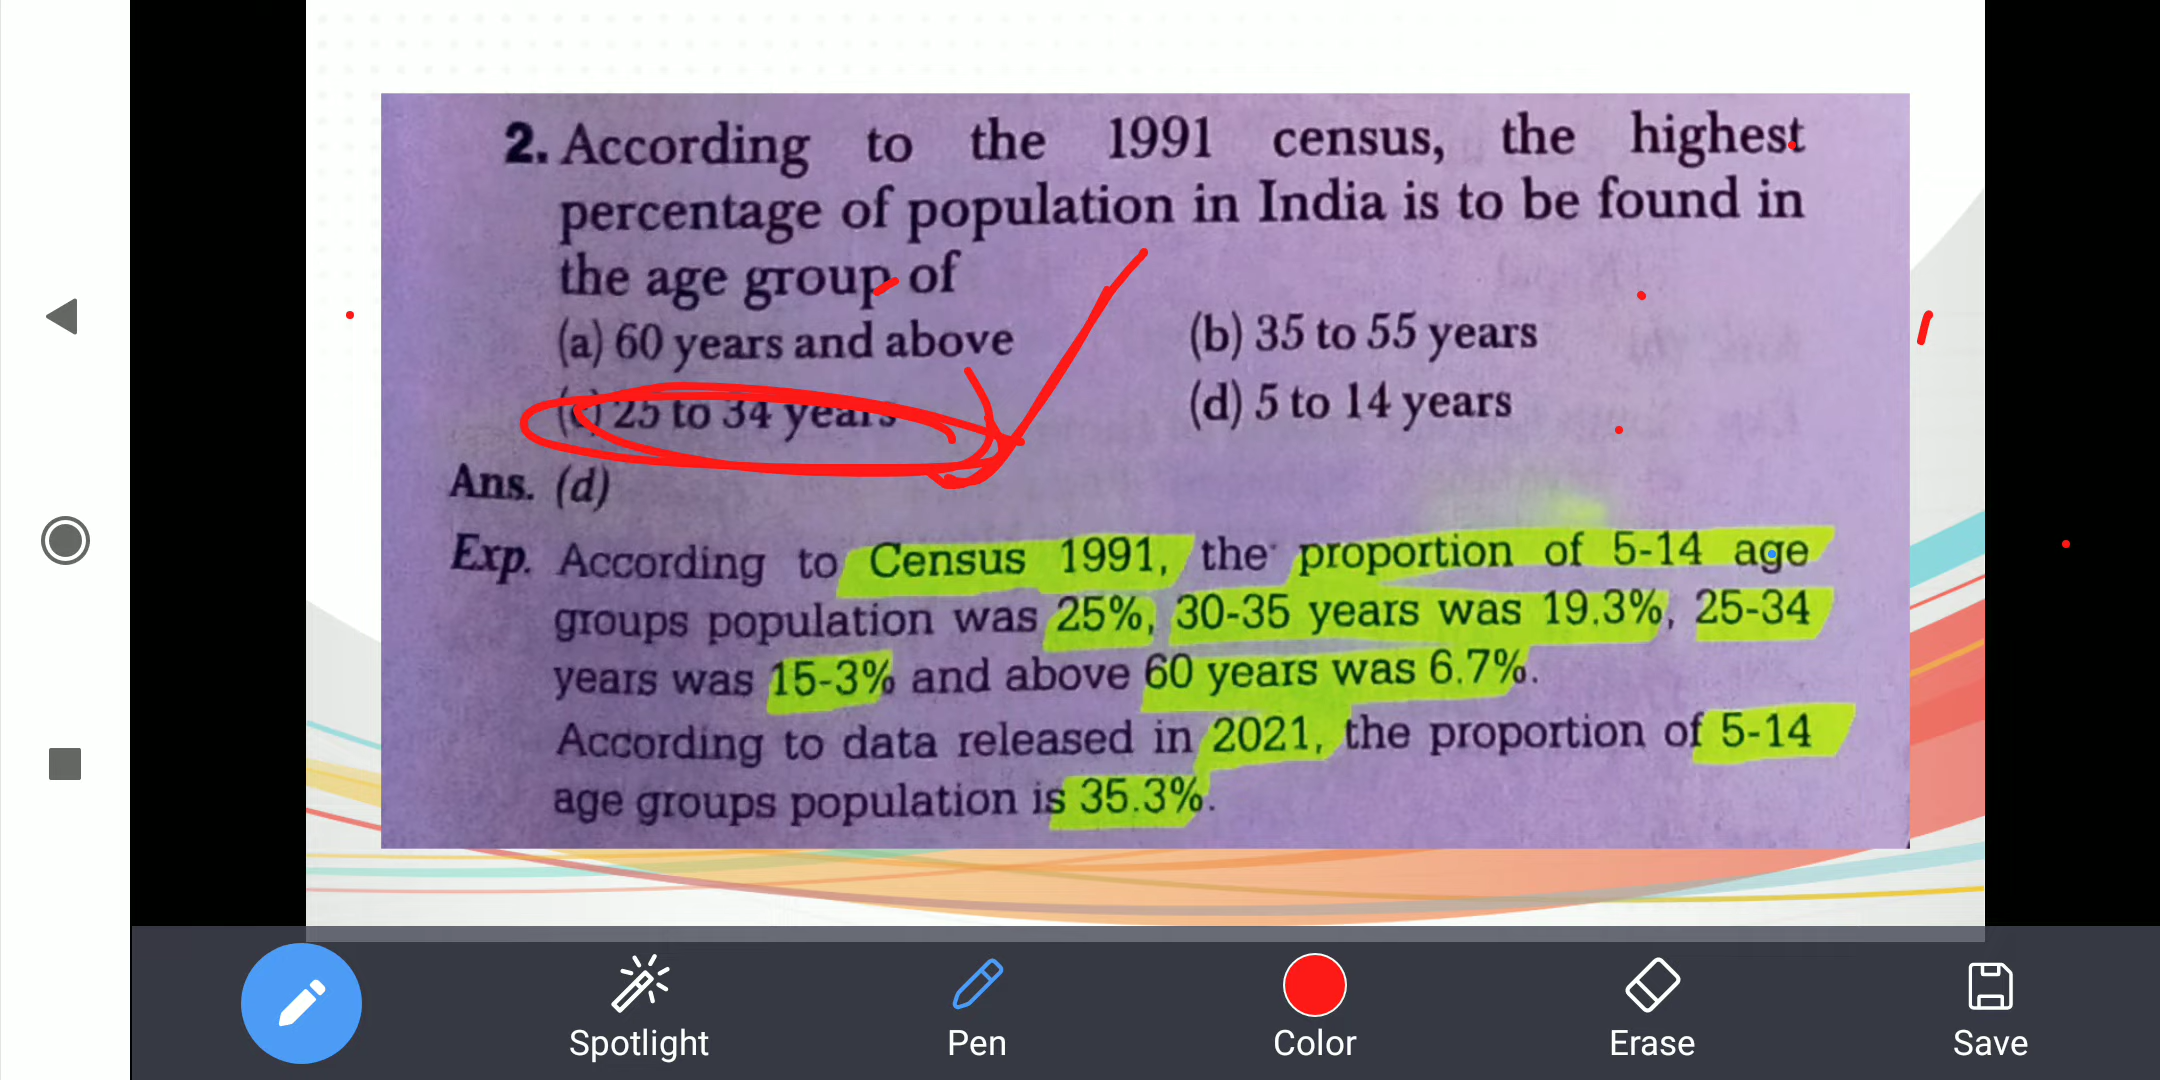 2. According to the 1991 census, the highest
percentage of population in India is to be found in
the age group of
(a) 60 years and above (b) 35 to 55 years
(c) 25 to 34 years (d) 5 to 14 years
Ans. (d)
Exp. According to Census 1991, the proportion of 5-14 age
groups population was 25%, 30-35 years was 19.3%, 25-34
years was 15-3% and above 60 years was 6.7%.
According to data released in 2021, the proportion of 5-14
age groups population is 35.3%.
Spotlight Pen Color Erase Save